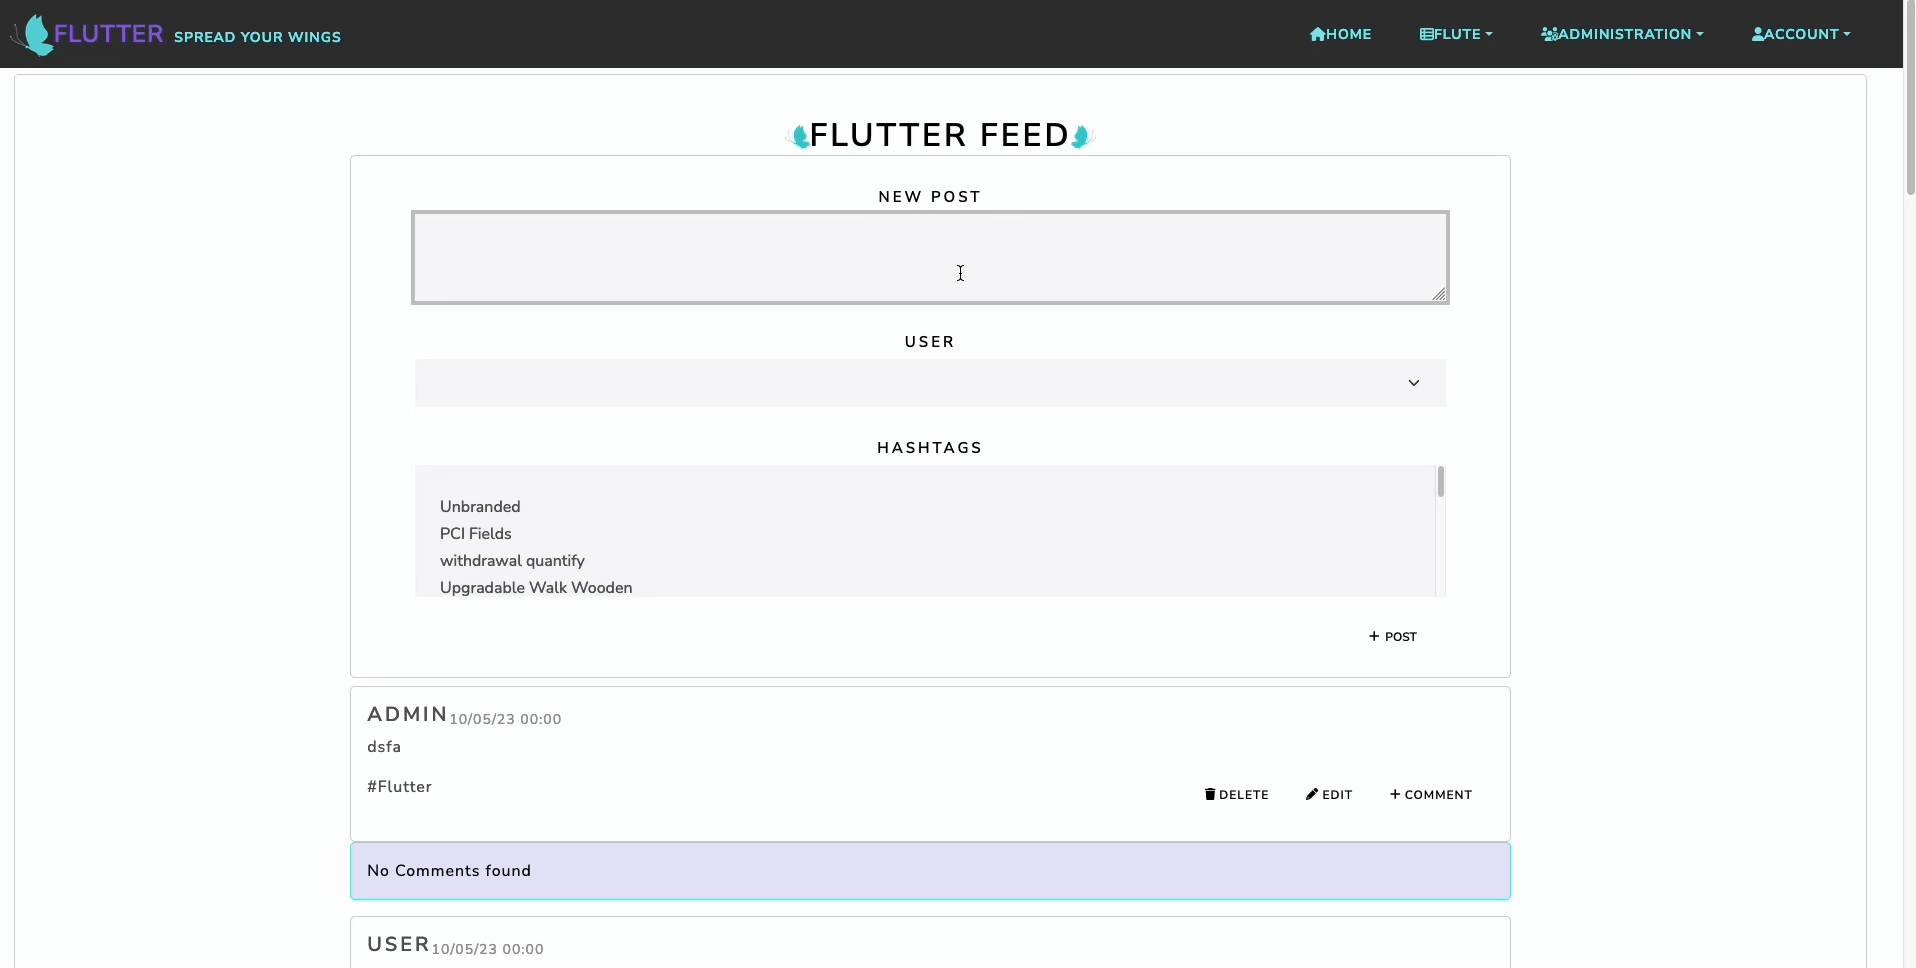 FLUTTER SPREAD YOUR WINGS HOME FLUTE ADMINISTRATION ACCOUNT
FLUTTER FEED
NEW POST
USER
HASHTAGS
Unbranded
PCI Fields
withdrawal quantify
Upgradable Walk Wooden
+ POST
ADMIN 10/05/23 00:00
dsfa
#Flutter
DELETE EDIT + COMMENT
No Comments found
USER 10/05/23 00:00